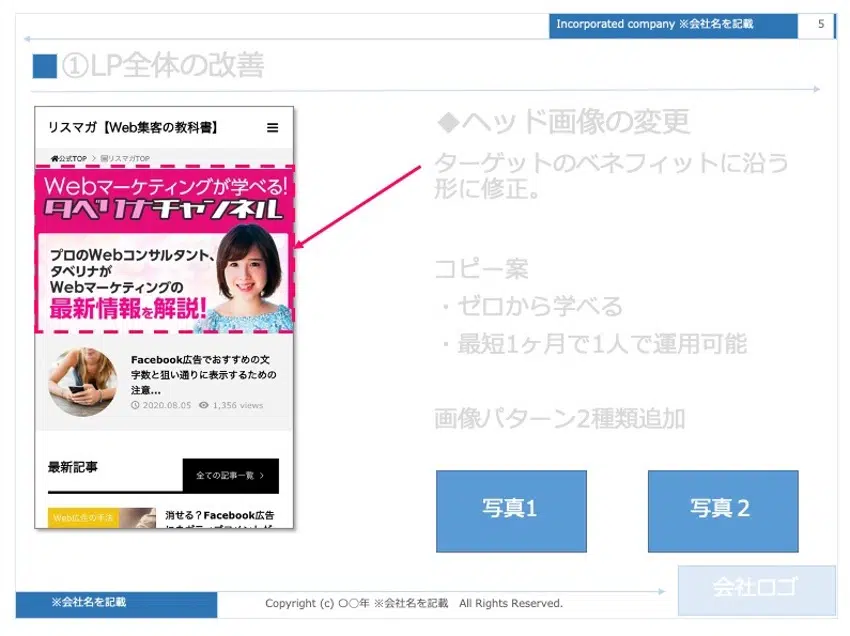 Incorporated company ※会社名を記載
5
①LP全体の改善
リスマガ【Web集客の教科書】
公式TOP > リスマガTOP
Webマーケティングが学べる!
タベリナチャンネル
プロのWebコンサルタント、
タベリナが
Webマーケティングの
最新情報を解説!
Facebook広告でおすすめの文
字数と狙い通りに表示するための
注意...
2020.08.05 1,356 views
最新記事
全ての記事一覧 >
Web広告の手法
消せる?Facebook広告
◆ヘッド画像の変更
ターゲットのベネフィットに沿う
形に修正。
コピー案
・ゼロから学べる
・最短1ヶ月で1人で運用可能
画像パターン2種類追加
写真1
写真2
※会社名を記載
Copyright (c) 〇〇年 ※会社名を記載 All Rights Reserved.
会社ロゴ